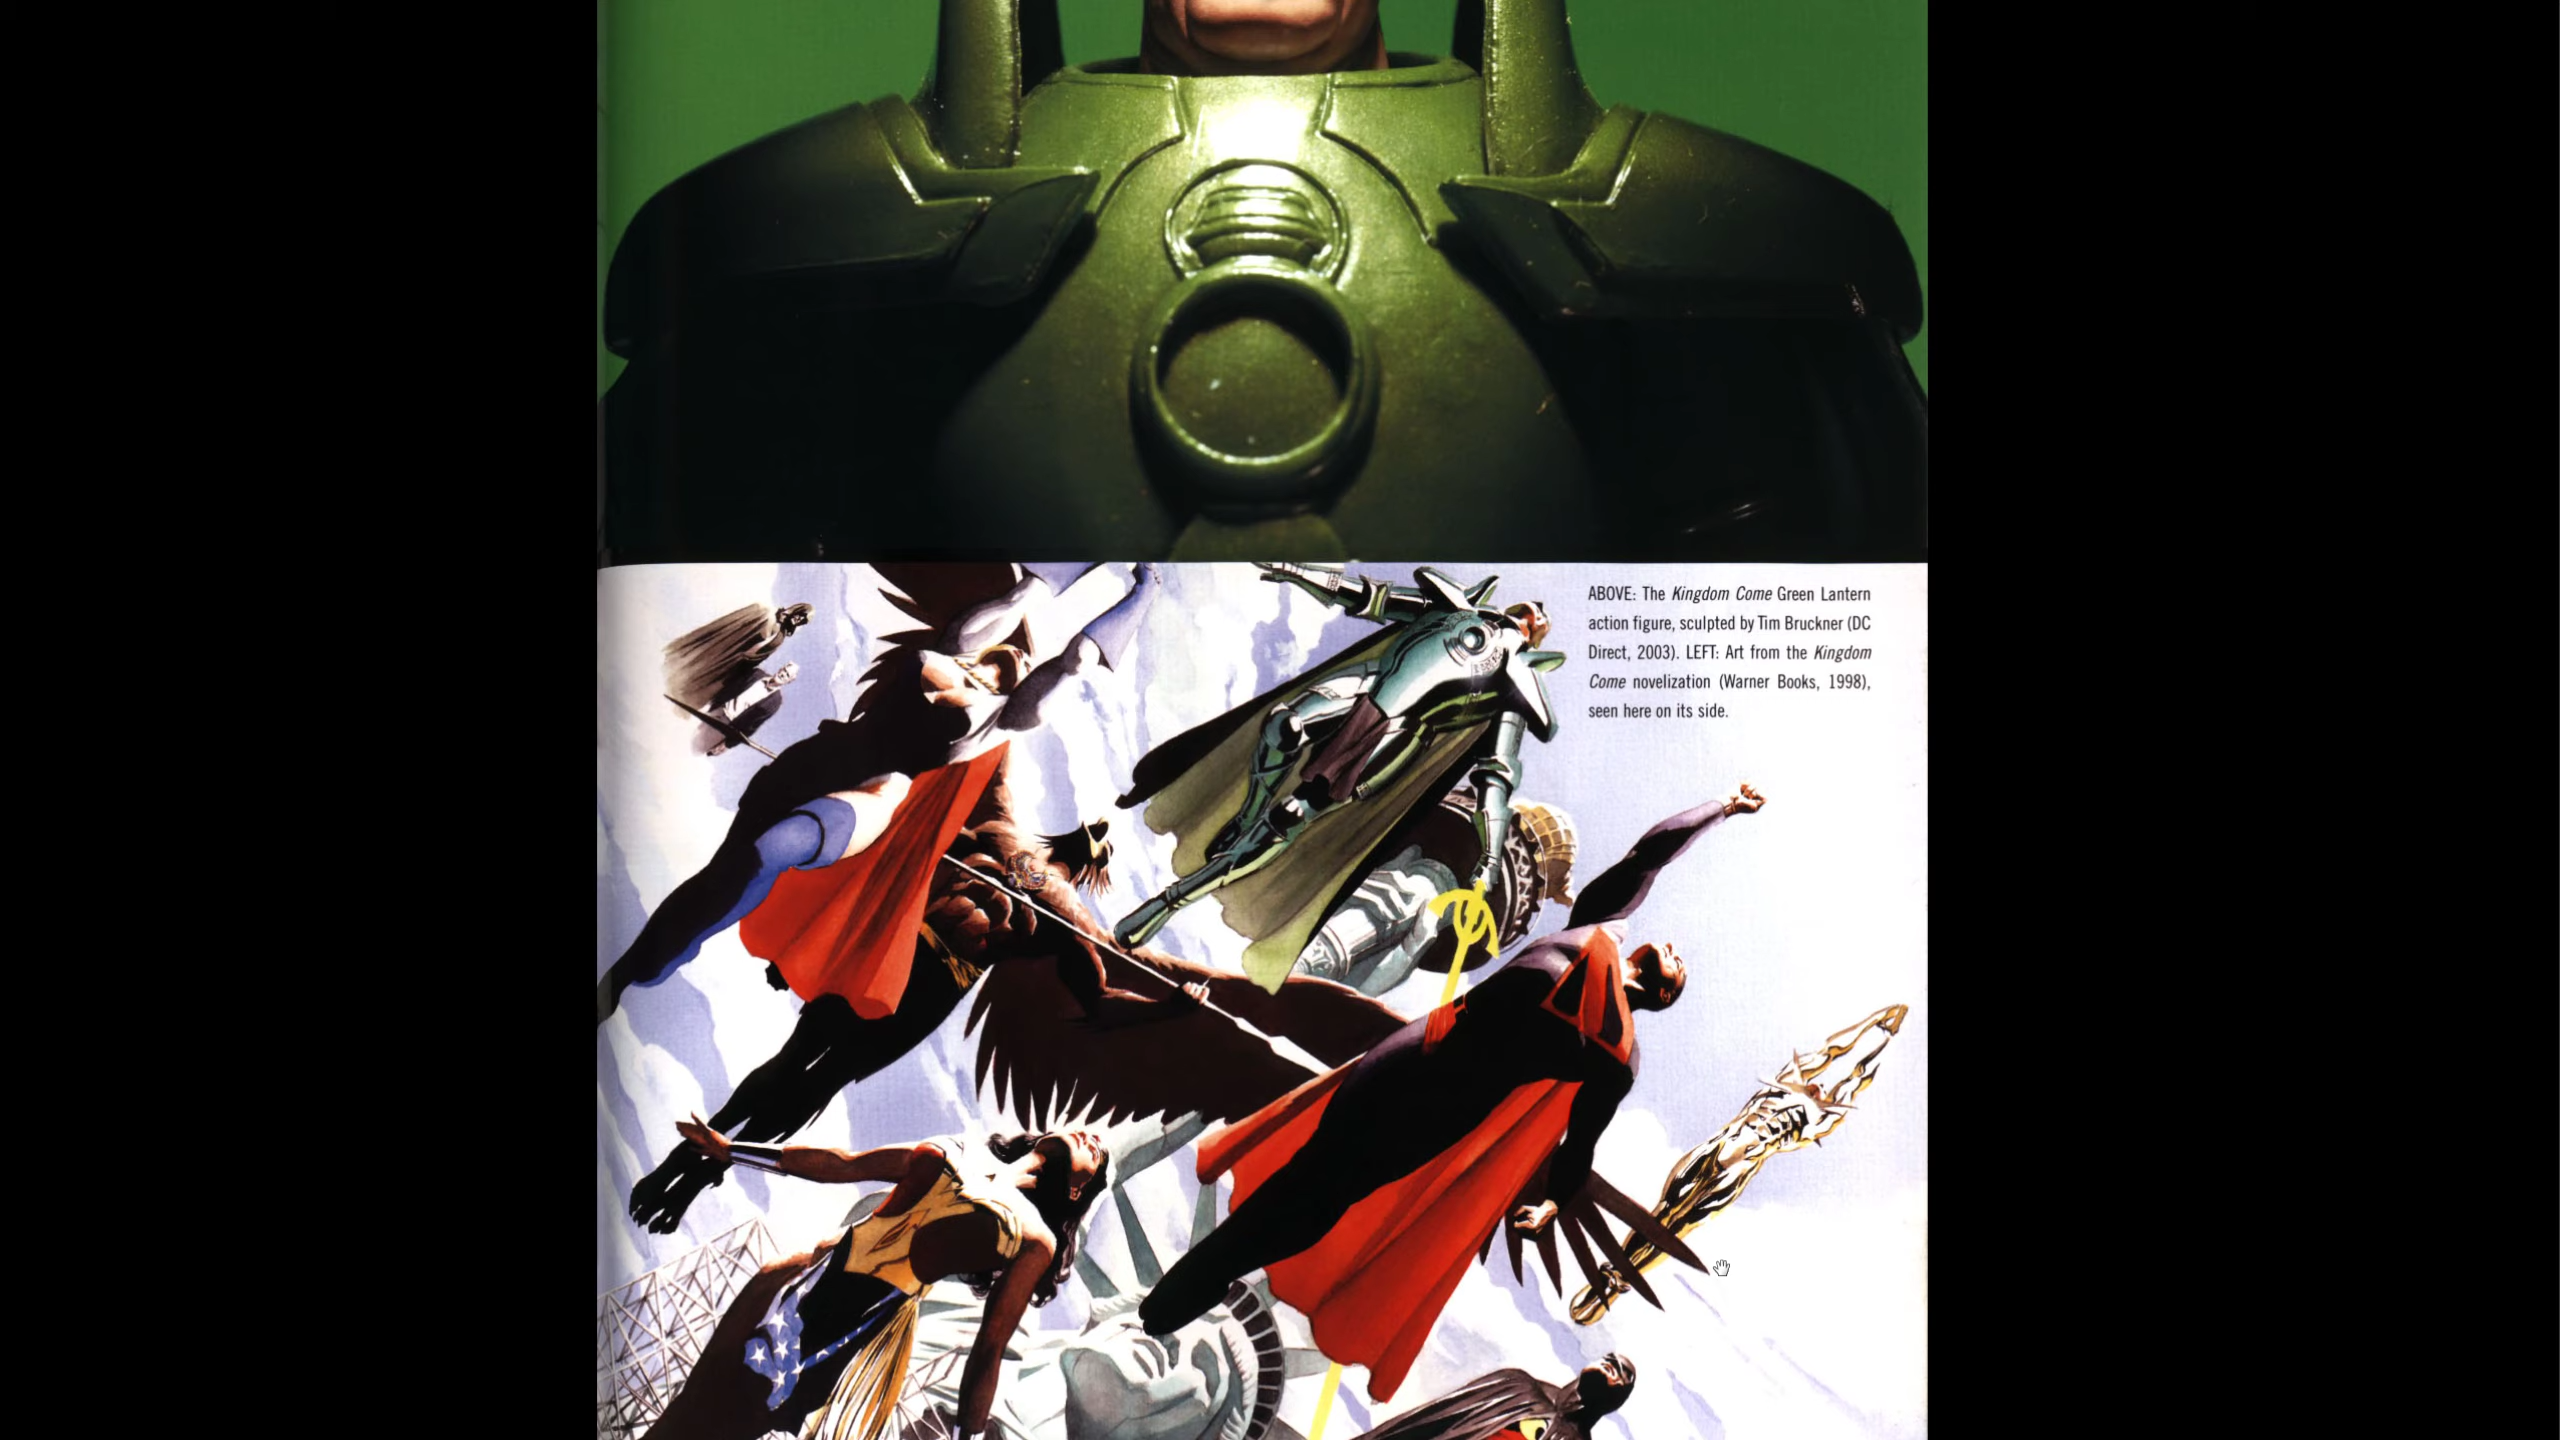 ABOVE: The Kingdom Come Green Lantern
action figure, sculpted by Tim Bruckner (DC
Direct, 2003). LEFT: Art from the Kingdom
Come novelization (Warner Books, 1998),
seen here on its side.